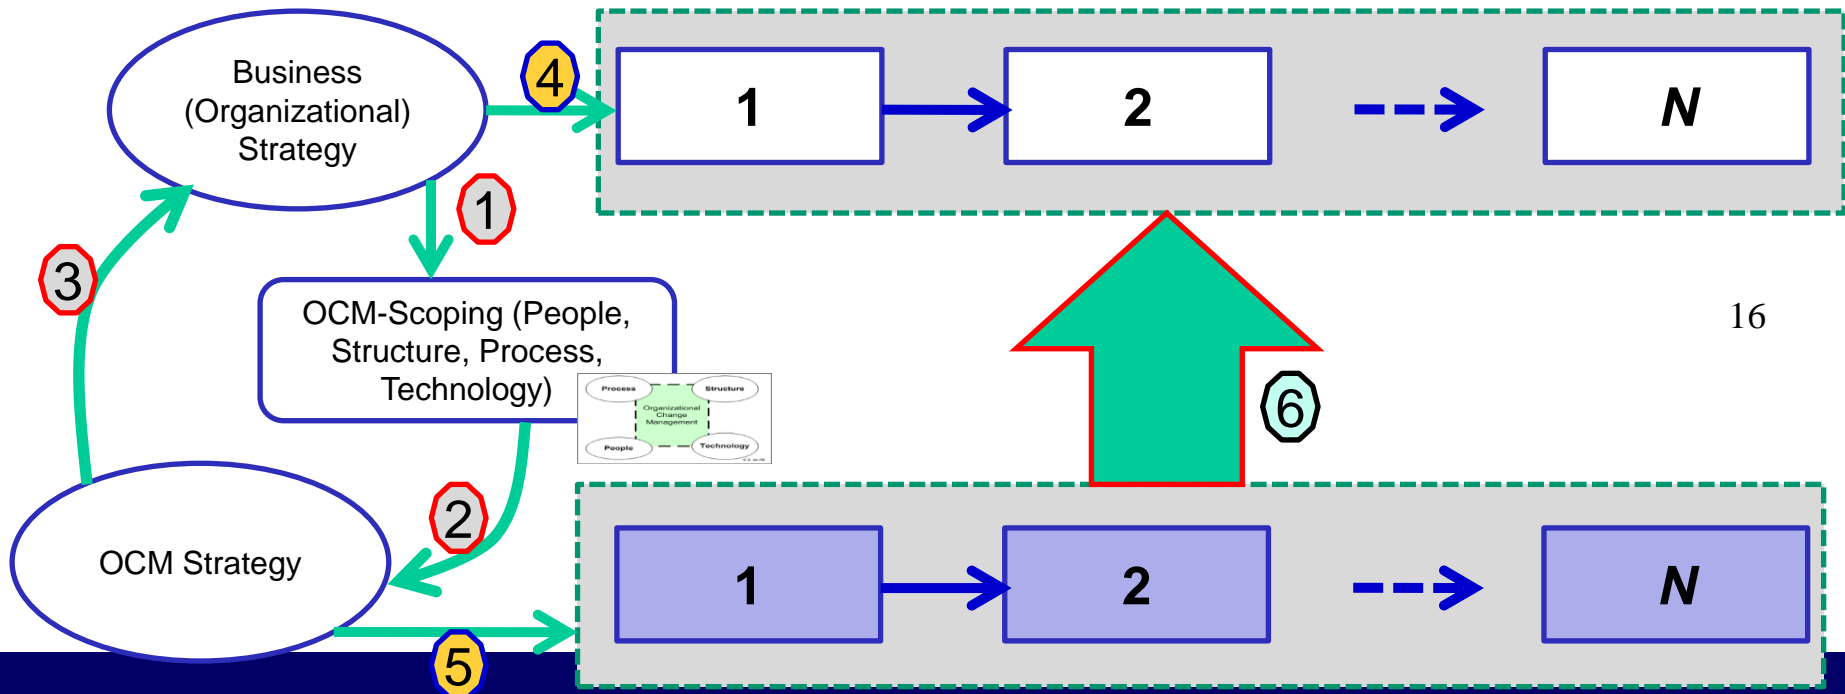 Business
(Organizational)
Strategy
4
1
2
N
1
3
OCM-Scoping (People,
Structure, Process,
Technology)
16
Process
Structure
Organizational
Change
Management
People
Technology
6
2
OCM Strategy
1
2
N
5